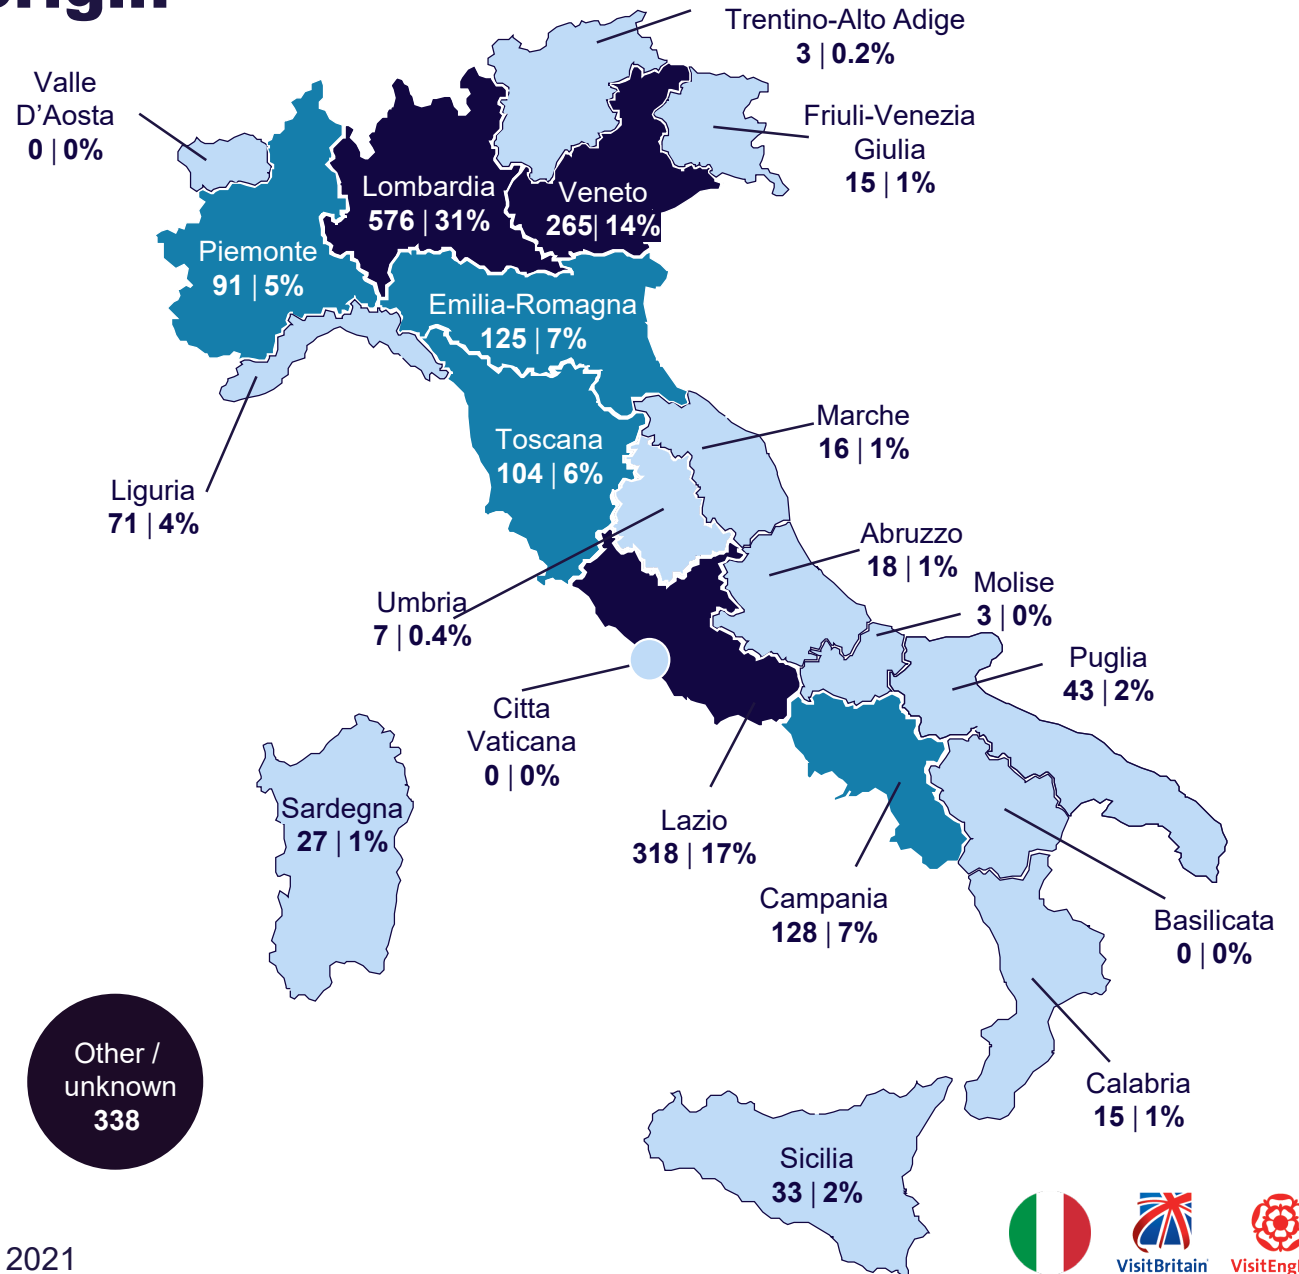 Trentino-Alto Adige
3 | 0.2%
Valle
D'Aosta
0 | 0%
Friuli-Venezia
Giulia
15 | 1%
Lombardia
576 | 31%
Veneto
265| 14%
Piemonte
91 | 5%
Emilia-Romagna
125 | 7%
Marche
16 | 1%
Toscana
104 | 6%
Liguria
71 | 4%
Abruzzo
18 | 1%
Molise
3 | 0%
Umbria
7 | 0.4%
Puglia
43 | 2%
Citta
Vaticana
0 | 0%
Sardegna
27 | 1%
Lazio
318 | 17%
Campania
128 | 7%
Basilicata
0 | 0%
Other /
unknown
338
Calabria
15 | 1%
Sicilia
33 | 2%
2021
VisitBritain